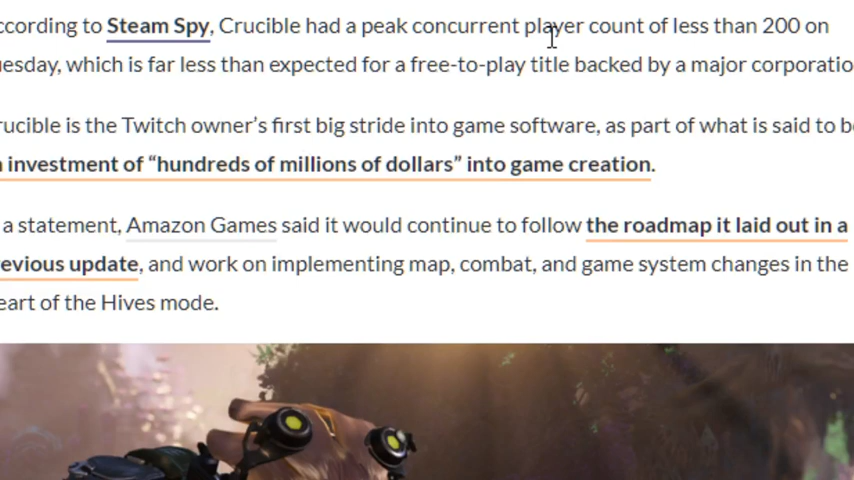 ccording to Steam Spy, Crucible had a peak concurrent player count of less than 200 on
uesday, which is far less than expected for a free-to-play title backed by a major corporatio
rucible is the Twitch owner’s first big stride into game software, as part of what is said to b
investment of “hundreds of millions of dollars” into game creation.
a statement, Amazon Games said it would continue to follow the roadmap it laid out in a
evious update, and work on implementing map, combat, and game system changes in the
eart of the Hives mode.